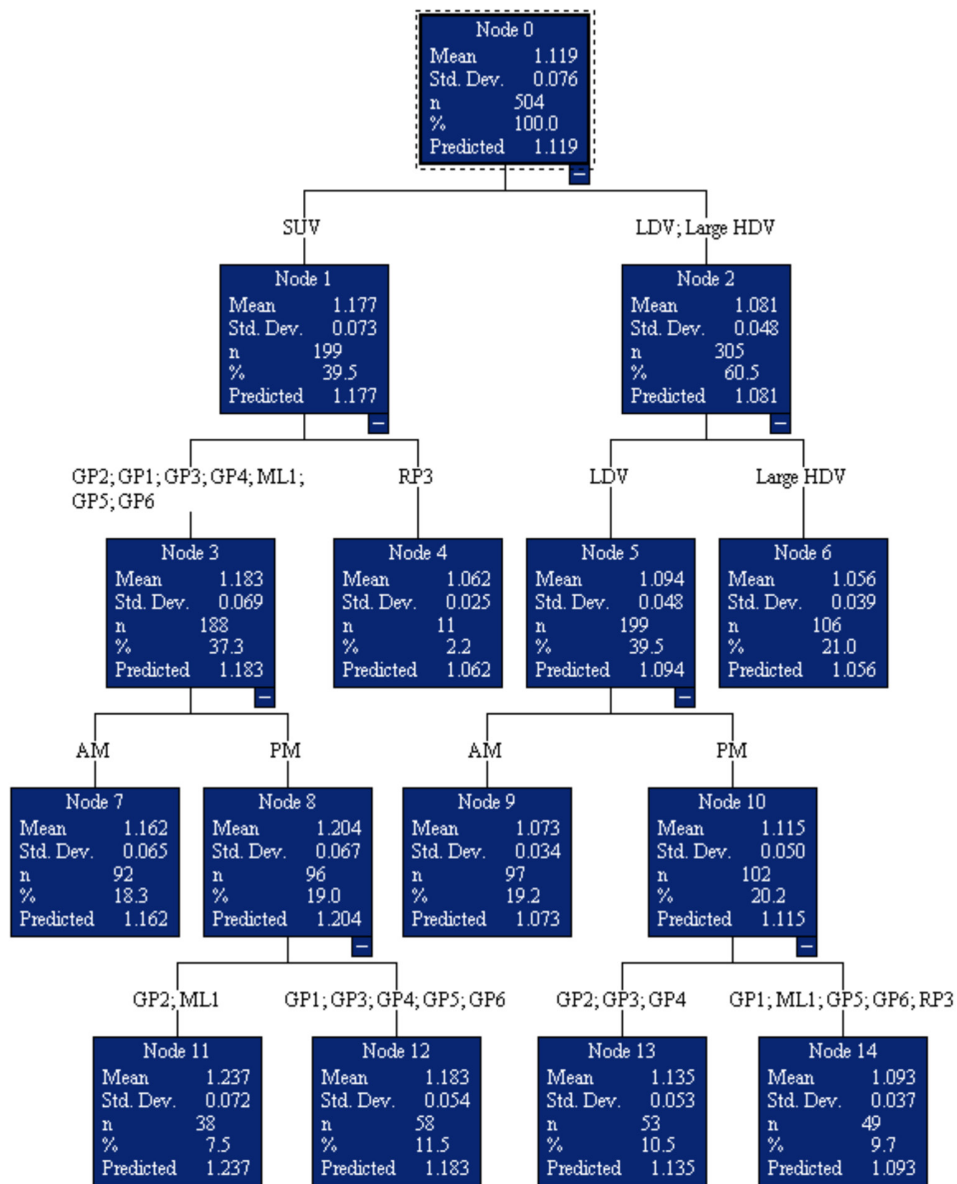 Node 0
Mean 1.119
Std. Dev. 0.076
n 504
% 100.0
Predicted 1.119
−
SUV
LDV; Large HDV
Node 1
Mean 1.177
Std. Dev. 0.073
n 199
% 39.5
Predicted 1.177
−
Node 2
Mean 1.081
Std. Dev. 0.048
n 305
% 60.5
Predicted 1.081
−
GP2; GP1; GP3; GP4; ML1;
GP5; GP6
RP3
LDV
Large HDV
Node 3
Mean 1.183
Std. Dev. 0.069
n 188
% 37.3
Predicted 1.183
−
Node 4
Mean 1.062
Std. Dev. 0.025
n 11
% 2.2
Predicted 1.062
Node 5
Mean 1.094
Std. Dev. 0.048
n 199
% 39.5
Predicted 1.094
−
Node 6
Mean 1.056
Std. Dev. 0.039
n 106
% 21.0
Predicted 1.056
AM
PM
AM
PM
Node 7
Mean 1.162
Std. Dev. 0.065
n 92
% 18.3
Predicted 1.162
Node 8
Mean 1.204
Std. Dev. 0.067
n 96
% 19.0
Predicted 1.204
−
Node 9
Mean 1.073
Std. Dev. 0.034
n 97
% 19.2
Predicted 1.073
Node 10
Mean 1.115
Std. Dev. 0.050
n 102
% 20.2
Predicted 1.115
−
GP2; ML1
GP1; GP3; GP4; GP5; GP6
GP2; GP3; GP4
GP1; ML1; GP5; GP6; RP3
Node 11
Mean 1.237
Std. Dev. 0.072
n 38
% 7.5
Predicted 1.237
Node 12
Mean 1.183
Std. Dev. 0.054
n 58
% 11.5
Predicted 1.183
Node 13
Mean 1.135
Std. Dev. 0.053
n 53
% 10.5
Predicted 1.135
Node 14
Mean 1.093
Std. Dev. 0.037
n 49
% 9.7
Predicted 1.093